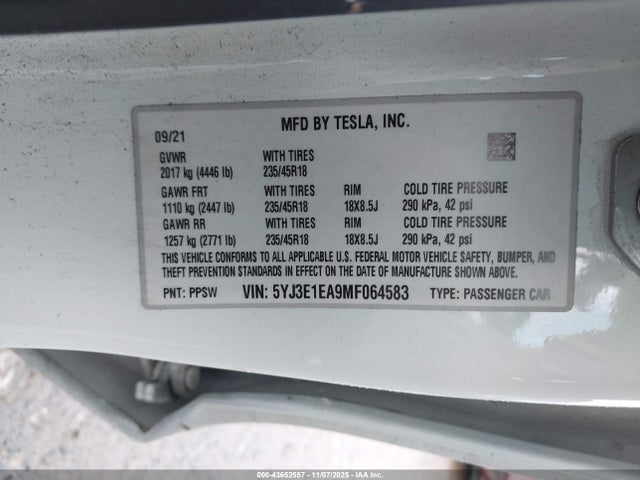 09/21 MFD BY TESLA, INC.
GVWR WITH TIRES
2017 kg (4446 lb) 235/45R18
GAWR FRT WITH TIRES RIM COLD TIRE PRESSURE
1110 kg (2447 lb) 235/45R18 18X8.5J 290 kPa, 42 psi
GAWR RR WITH TIRES RIM COLD TIRE PRESSURE
1257 kg (2771 lb) 235/45R18 18X8.5J 290 kPa, 42 psi
THIS VEHICLE CONFORMS TO ALL APPLICABLE U.S. FEDERAL MOTOR VEHICLE SAFETY, BUMPER, AND
THEFT PREVENTION STANDARDS IN EFFECT ON THE DATE OF MANUFACTURE SHOWN ABOVE.
PNT: PPSW VIN: 5YJ3E1EA9MF064583 TYPE: PASSENGER CAR
000-43652557 - 11/07/2025 - IAAI.COM